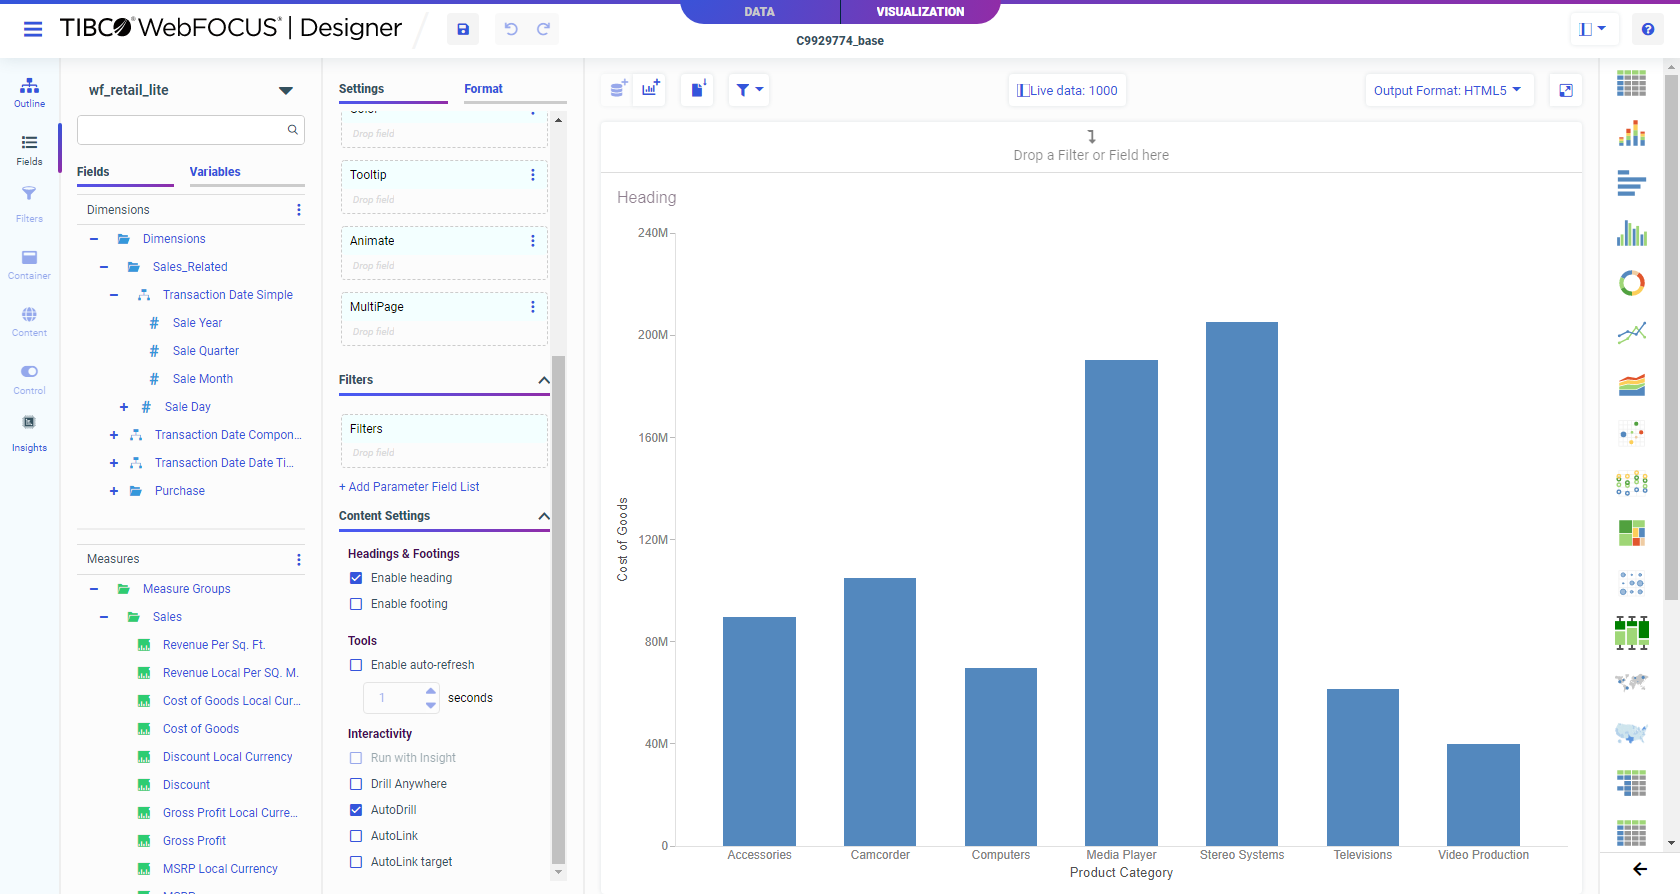 DATA
VISUALIZATION
TIBCO WebFOCUS® | Designer
C9929774_base
Outline
Fields
Filters
Container
Content
Control
Insights
wf_retail_lite
Fields
Variables
Dimensions
Dimensions
Sales_Related
Transaction Date Simple
Sale Year
Sale Quarter
Sale Month
Sale Day
Transaction Date Compon...
Transaction Date Date Ti...
Purchase
Measures
Measure Groups
Sales
Revenue Per Sq. Ft.
Revenue Local Per SQ. M.
Cost of Goods Local Cur...
Cost of Goods
Discount Local Currency
Discount
Gross Profit Local Curre...
Gross Profit
MSRP Local Currency
MSRP
Settings
Format
Color
Drop field
Tooltip
Drop field
Animate
Drop field
MultiPage
Drop field
Filters
Filters
Drop field
+ Add Parameter Field List
Content Settings
Headings & Footings
Enable heading
Enable footing
Tools
Enable auto-refresh
1
seconds
Interactivity
Run with Insight
Drill Anywhere
AutoDrill
AutoLink
AutoLink target
Live data: 1000
Output Format: HTML5
Drop a Filter or Field here
Heading
240M
200M
160M
120M
80M
40M
0
Cost of Goods
Accessories
Camcorder
Computers
Media Player
Stereo Systems
Televisions
Video Production
Product Category